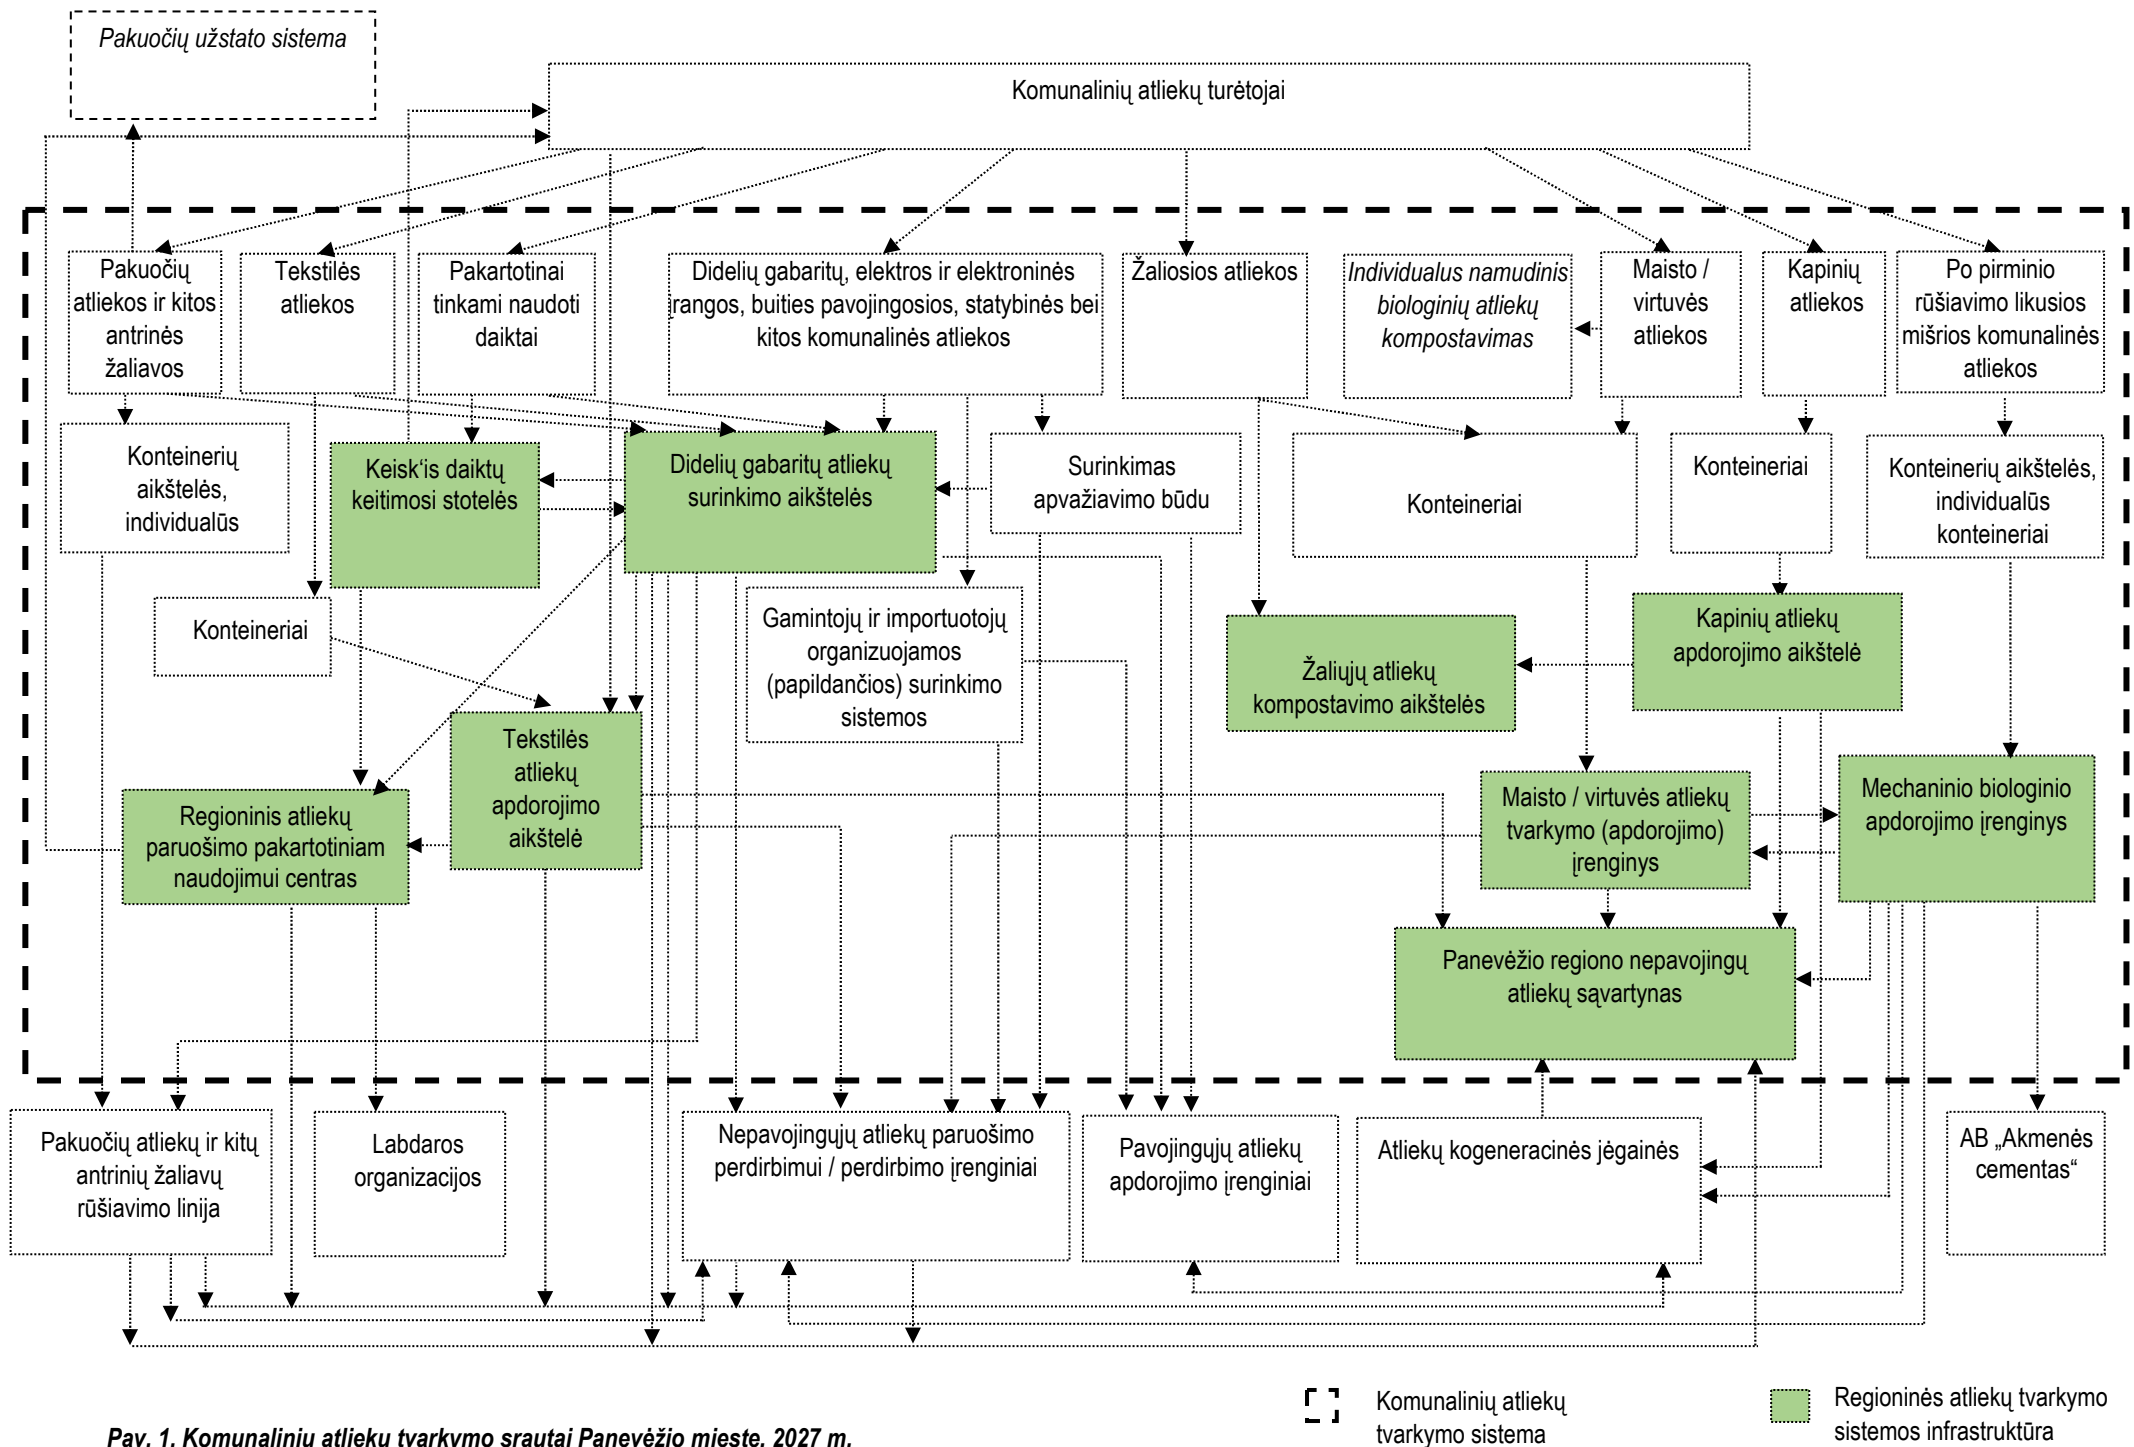 Pakuočių užstato sistema
Komunalinių atliekų turėtojai
Pakuočių
atliekos ir kitos
antrinės
žaliavos
Tekstilės
atliekos
Pakartotinai
tinkami naudoti
daiktai
Didelių gabaritų, elektros ir elektroninės
įrangos, buities pavojingosios, statybinės bei
kitos komunalinės atliekos
Žaliosios atliekos
Individualus namudinis
biologinių atliekų
kompostavimas
Maisto /
virtuvės
atliekos
Kapinių
atliekos
Po pirminio
rūšiavimo likusios
mišrios komunalinės
atliekos
Konteinerių
aikštelės,
individualūs
Keisk‘is daiktų
keitimosi stotelės
Didelių gabaritų atliekų
surinkimo aikštelės
Surinkimas
apvažiavimo būdu
Konteineriai
Konteineriai
Konteinerių aikštelės,
individualūs
konteineriai
Konteineriai
Gamintojų ir importuotojų
organizuojamos
(papildančios) surinkimo
sistemos
Žaliųjų atliekų
kompostavimo aikštelės
Kapinių atliekų
apdorojimo aikštelė
Tekstilės
atliekų
apdorojimo
aikštelė
Regioninis atliekų
paruošimo pakartotiniam
naudojimui centras
Maisto / virtuvės atliekų
tvarkymo (apdorojimo)
įrenginys
Mechaninio biologinio
apdorojimo įrenginys
Panevėžio regiono nepavojingų
atliekų sąvartynas
Pakuočių atliekų ir kitų
antrinių žaliavų
rūšiavimo linija
Labdaros
organizacijos
Nepavojingųjų atliekų paruošimo
perdirbimui / perdirbimo įrenginiai
Pavojingųjų atliekų
apdorojimo įrenginiai
Atliekų kogeneracinės jėgainės
AB „Akmenės
cementas“
Komunalinių atliekų
tvarkymo sistema
Regioninės atliekų tvarkymo
sistemos infrastruktūra
Pav. 1. Komunalinių atliekų tvarkymo srautai Panevėžio mieste, 2027 m.